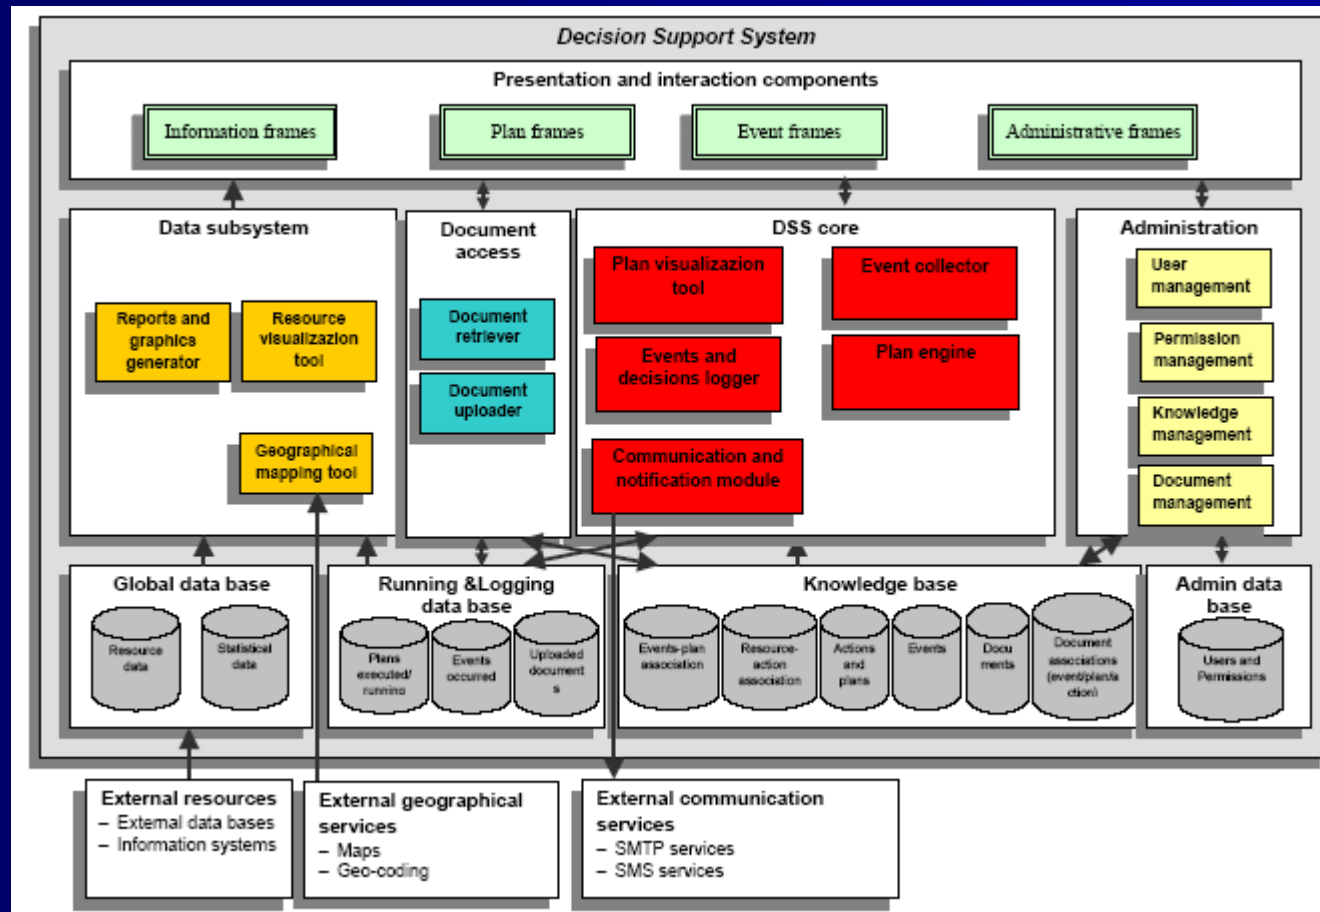 Decision Support System
Presentation and interaction components
Information frames
Plan frames
Event frames
Administrative frames
Data subsystem
Reports and
graphics
generator
Resource
visualizazion
tool
Geographical
mapping tool
Document
access
Document
retriever
Document
uploader
DSS core
Plan visualizazion
tool
Event collector
Events and
decisions logger
Plan engine
Communication and
notification module
Administration
User
management
Permission
management
Knowledge
management
Document
management
Global data base
Resource
data
Statistical
data
Running &Logging
data base
Plans
executed/
running
Events
occurred
Uploaded
document
s
Knowledge base
Events-plan
association
Resource-
action
association
Actions
and
plans
Events
Docu
ments
Document
associations
(event/plan/a
ction)
Admin data
base
Users and
Permissions
External resources
– External data bases
– Information systems
External geographical
services
– Maps
– Geo-coding
External communication
services
– SMTP services
– SMS services